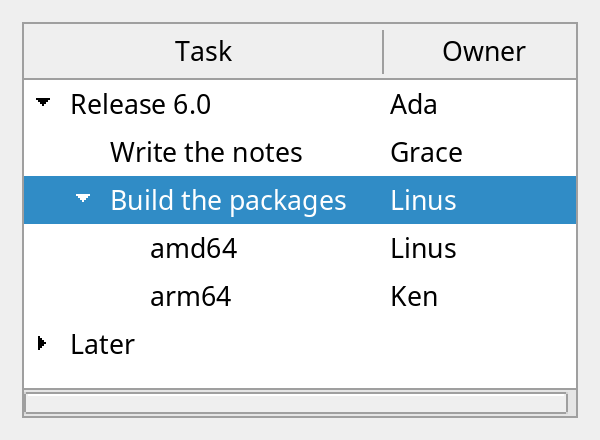 Task Owner
Release 6.0 Ada
Write the notes Grace
Build the packages Linus
amd64 Linus
arm64 Ken
Later